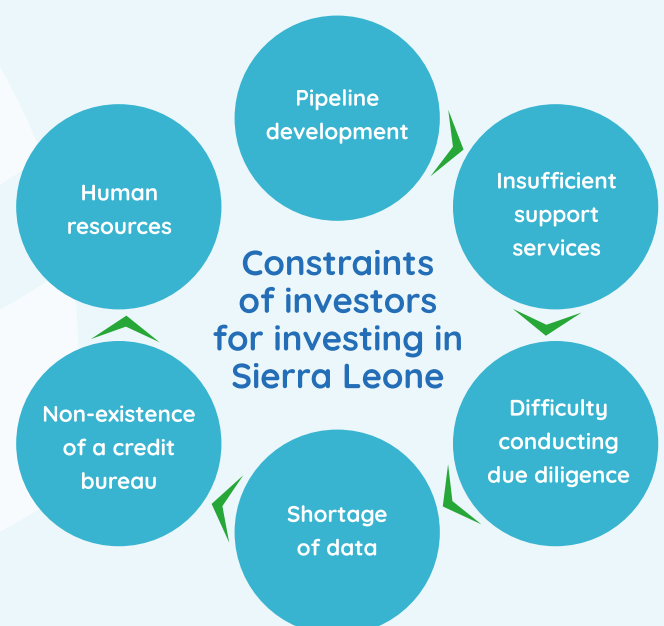 Pipeline
development
Insufficient
support
services
Difficulty
conducting
due diligence
Shortage
of data
Non-existence
of a credit
bureau
Human
resources
Constraints
of investors
for investing in
Sierra Leone